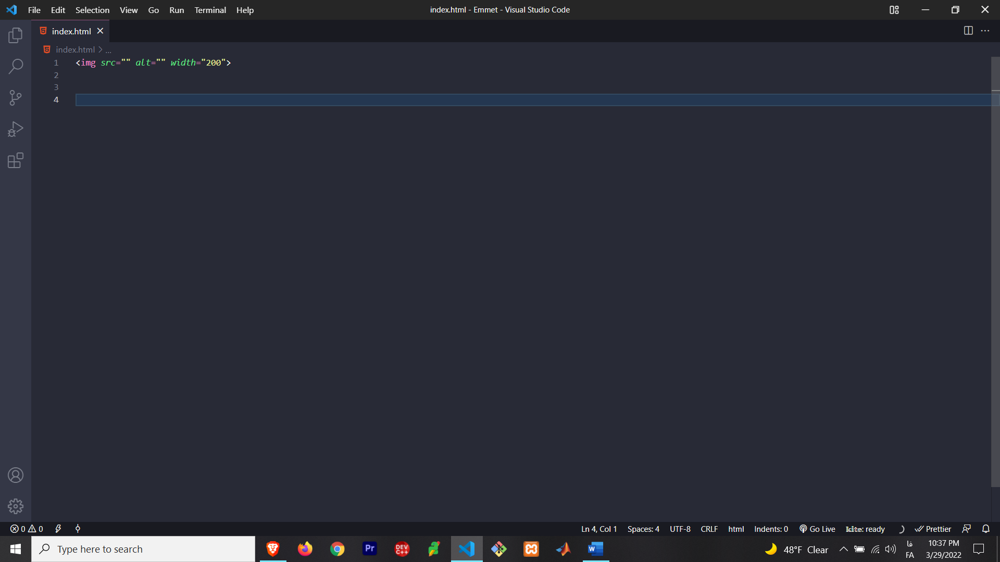 File Edit Selection View Go Run Terminal Help
index.html - Emmet - Visual Studio Code
index.html
index.html > ...
1 <img src="" alt="" width="200">
2
3
4
0 0
Ln 4, Col 1 Spaces: 4 UTF-8 CRLF html Indents: 0 Go Live kite: ready Prettier
Type here to search
Pr
DEV C++
W
48°F Clear
فا
FA
10:37 PM
3/29/2022